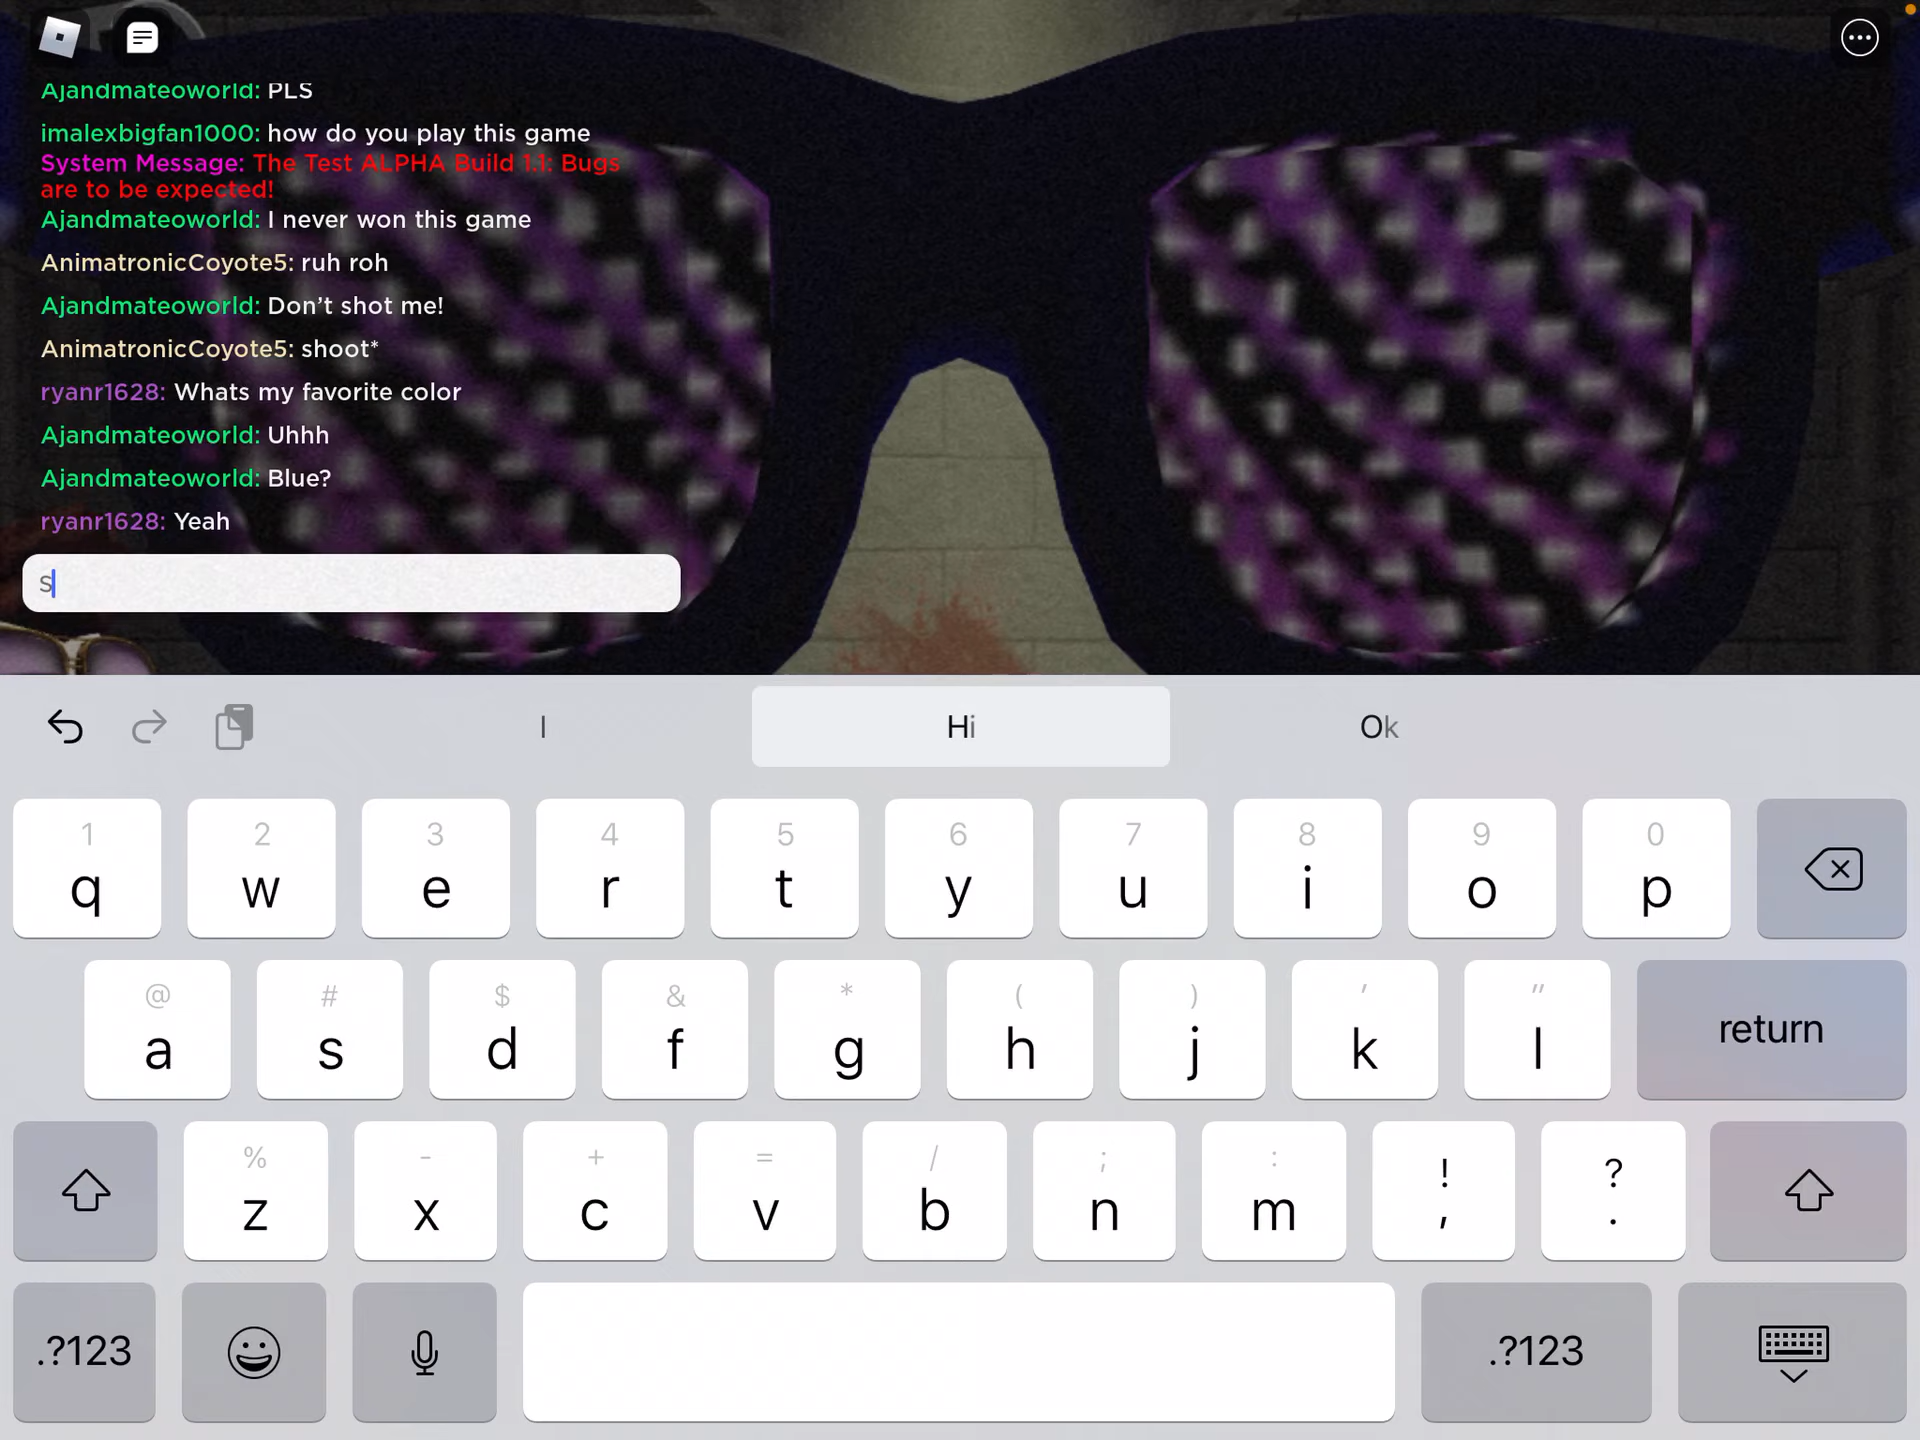 Ajandmateoworld: PLS
imalexbigfan1000: how do you play this game
System Message: The Test ALPHA Build 1.1: Bugs
are to be expected!
Ajandmateoworld: I never won this game
AnimatronicCoyote5: ruh roh
Ajandmateoworld: Don’t shot me!
AnimatronicCoyote5: shoot*
ryanr1628: Whats my favorite color
Ajandmateoworld: Uhhh
Ajandmateoworld: Blue?
ryanr1628: Yeah
s
I Hi Ok
1 2 3 4 5 6 7 8 9 0
q w e r t y u i o p
@ # $ & * ( ) ' "
a s d f g h j k l return
% - + = / ; : ! ?
z x c v b n m , .
.?123 .?123